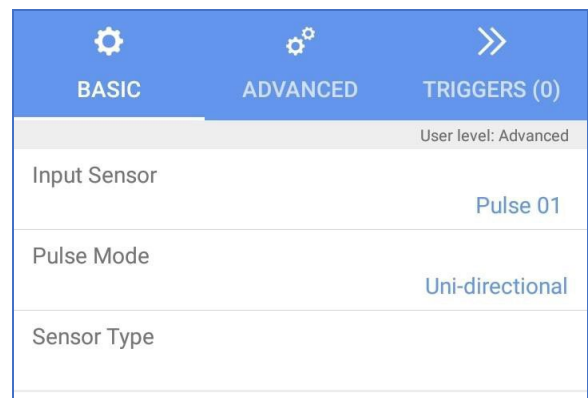 BASIC ADVANCED TRIGGERS (0)
User level: Advanced
Input Sensor
Pulse 01
Pulse Mode
Uni-directional
Sensor Type